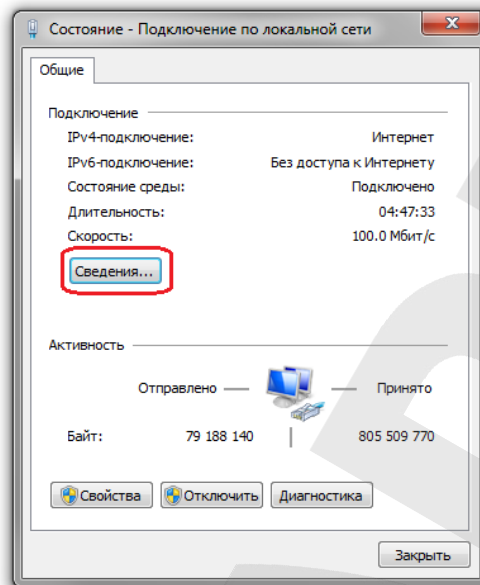 Состояние - Подключение по локальной сети
Общие
Подключение
IPv4-подключение: Интернет
IPv6-подключение: Без доступа к Интернету
Состояние среды: Подключено
Длительность: 04:47:33
Скорость: 100.0 Мбит/с
Сведения...
Активность
Отправлено — — Принято
Байт: 79 188 140 | 805 509 770
Свойства Отключить Диагностика
Закрыть